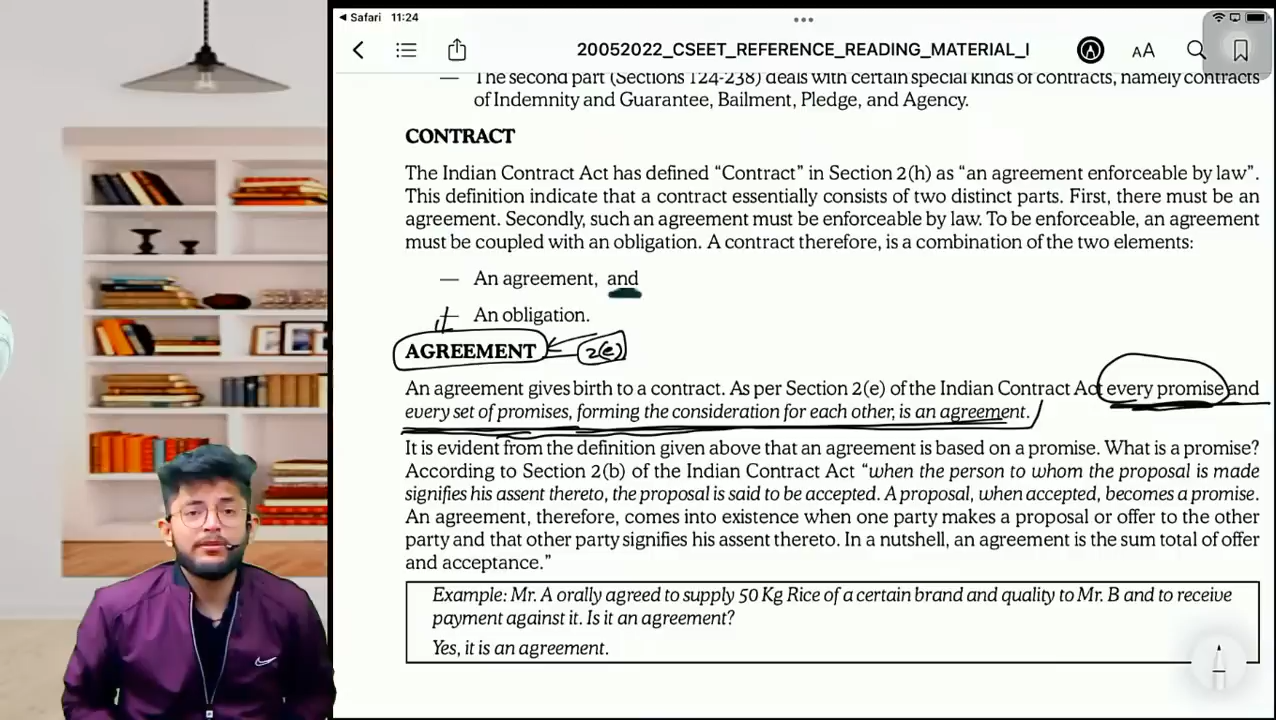 Safari 11:24
20052022_CSEET_REFERENCE_READING_MATERIAL_I
AA
— The second part (Sections 124-238) deals with certain special kinds of contracts, namely contracts
of Indemnity and Guarantee, Bailment, Pledge, and Agency.
CONTRACT
The Indian Contract Act has defined “Contract” in Section 2(h) as “an agreement enforceable by law”.
This definition indicate that a contract essentially consists of two distinct parts. First, there must be an
agreement. Secondly, such an agreement must be enforceable by law. To be enforceable, an agreement
must be coupled with an obligation. A contract therefore, is a combination of the two elements:
— An agreement, and
— An obligation.
AGREEMENT 2(e)
An agreement gives birth to a contract. As per Section 2(e) of the Indian Contract Act every promise and
every set of promises, forming the consideration for each other, is an agreement.
It is evident from the definition given above that an agreement is based on a promise. What is a promise?
According to Section 2(b) of the Indian Contract Act “when the person to whom the proposal is made
signifies his assent thereto, the proposal is said to be accepted. A proposal, when accepted, becomes a promise.
An agreement, therefore, comes into existence when one party makes a proposal or offer to the other
party and that other party signifies his assent thereto. In a nutshell, an agreement is the sum total of offer
and acceptance.”
Example: Mr. A orally agreed to supply 50 Kg Rice of a certain brand and quality to Mr. B and to receive
payment against it. Is it an agreement?
Yes, it is an agreement.